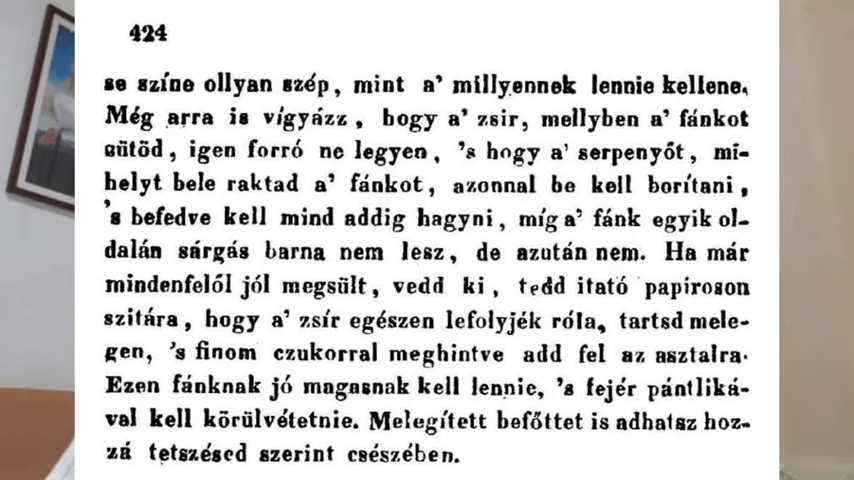 424
se színe ollyan szép, mint a' millyennek lennie kellene.
Még arra is vígyázz, hogy a' zsir, mellyben a' fánkot
sütöd, igen forró ne legyen, 's hogy a' serpenyőt, mi-
helyt bele raktad a' fánkot, azonnal be kell borítani,
's befedve kell mind addig hagyni, míg a' fánk egyik ol-
dalán sárgás barna nem lesz, de azután nem. Ha már
mindenfelől jól megsült, vedd ki, tedd itató papiroson
szitára, hogy a' zsír egészen lefolyjék róla, tartsd mele-
gen, 's finom czukorral meghintve add fel az asztalra.
Ezen fánknak jó magasnak kell lennie, 's fejér pántliká-
val kell körülvétetnie. Melegített befőttet is adhatsz hoz-
zá tetszésed szerint csészében.